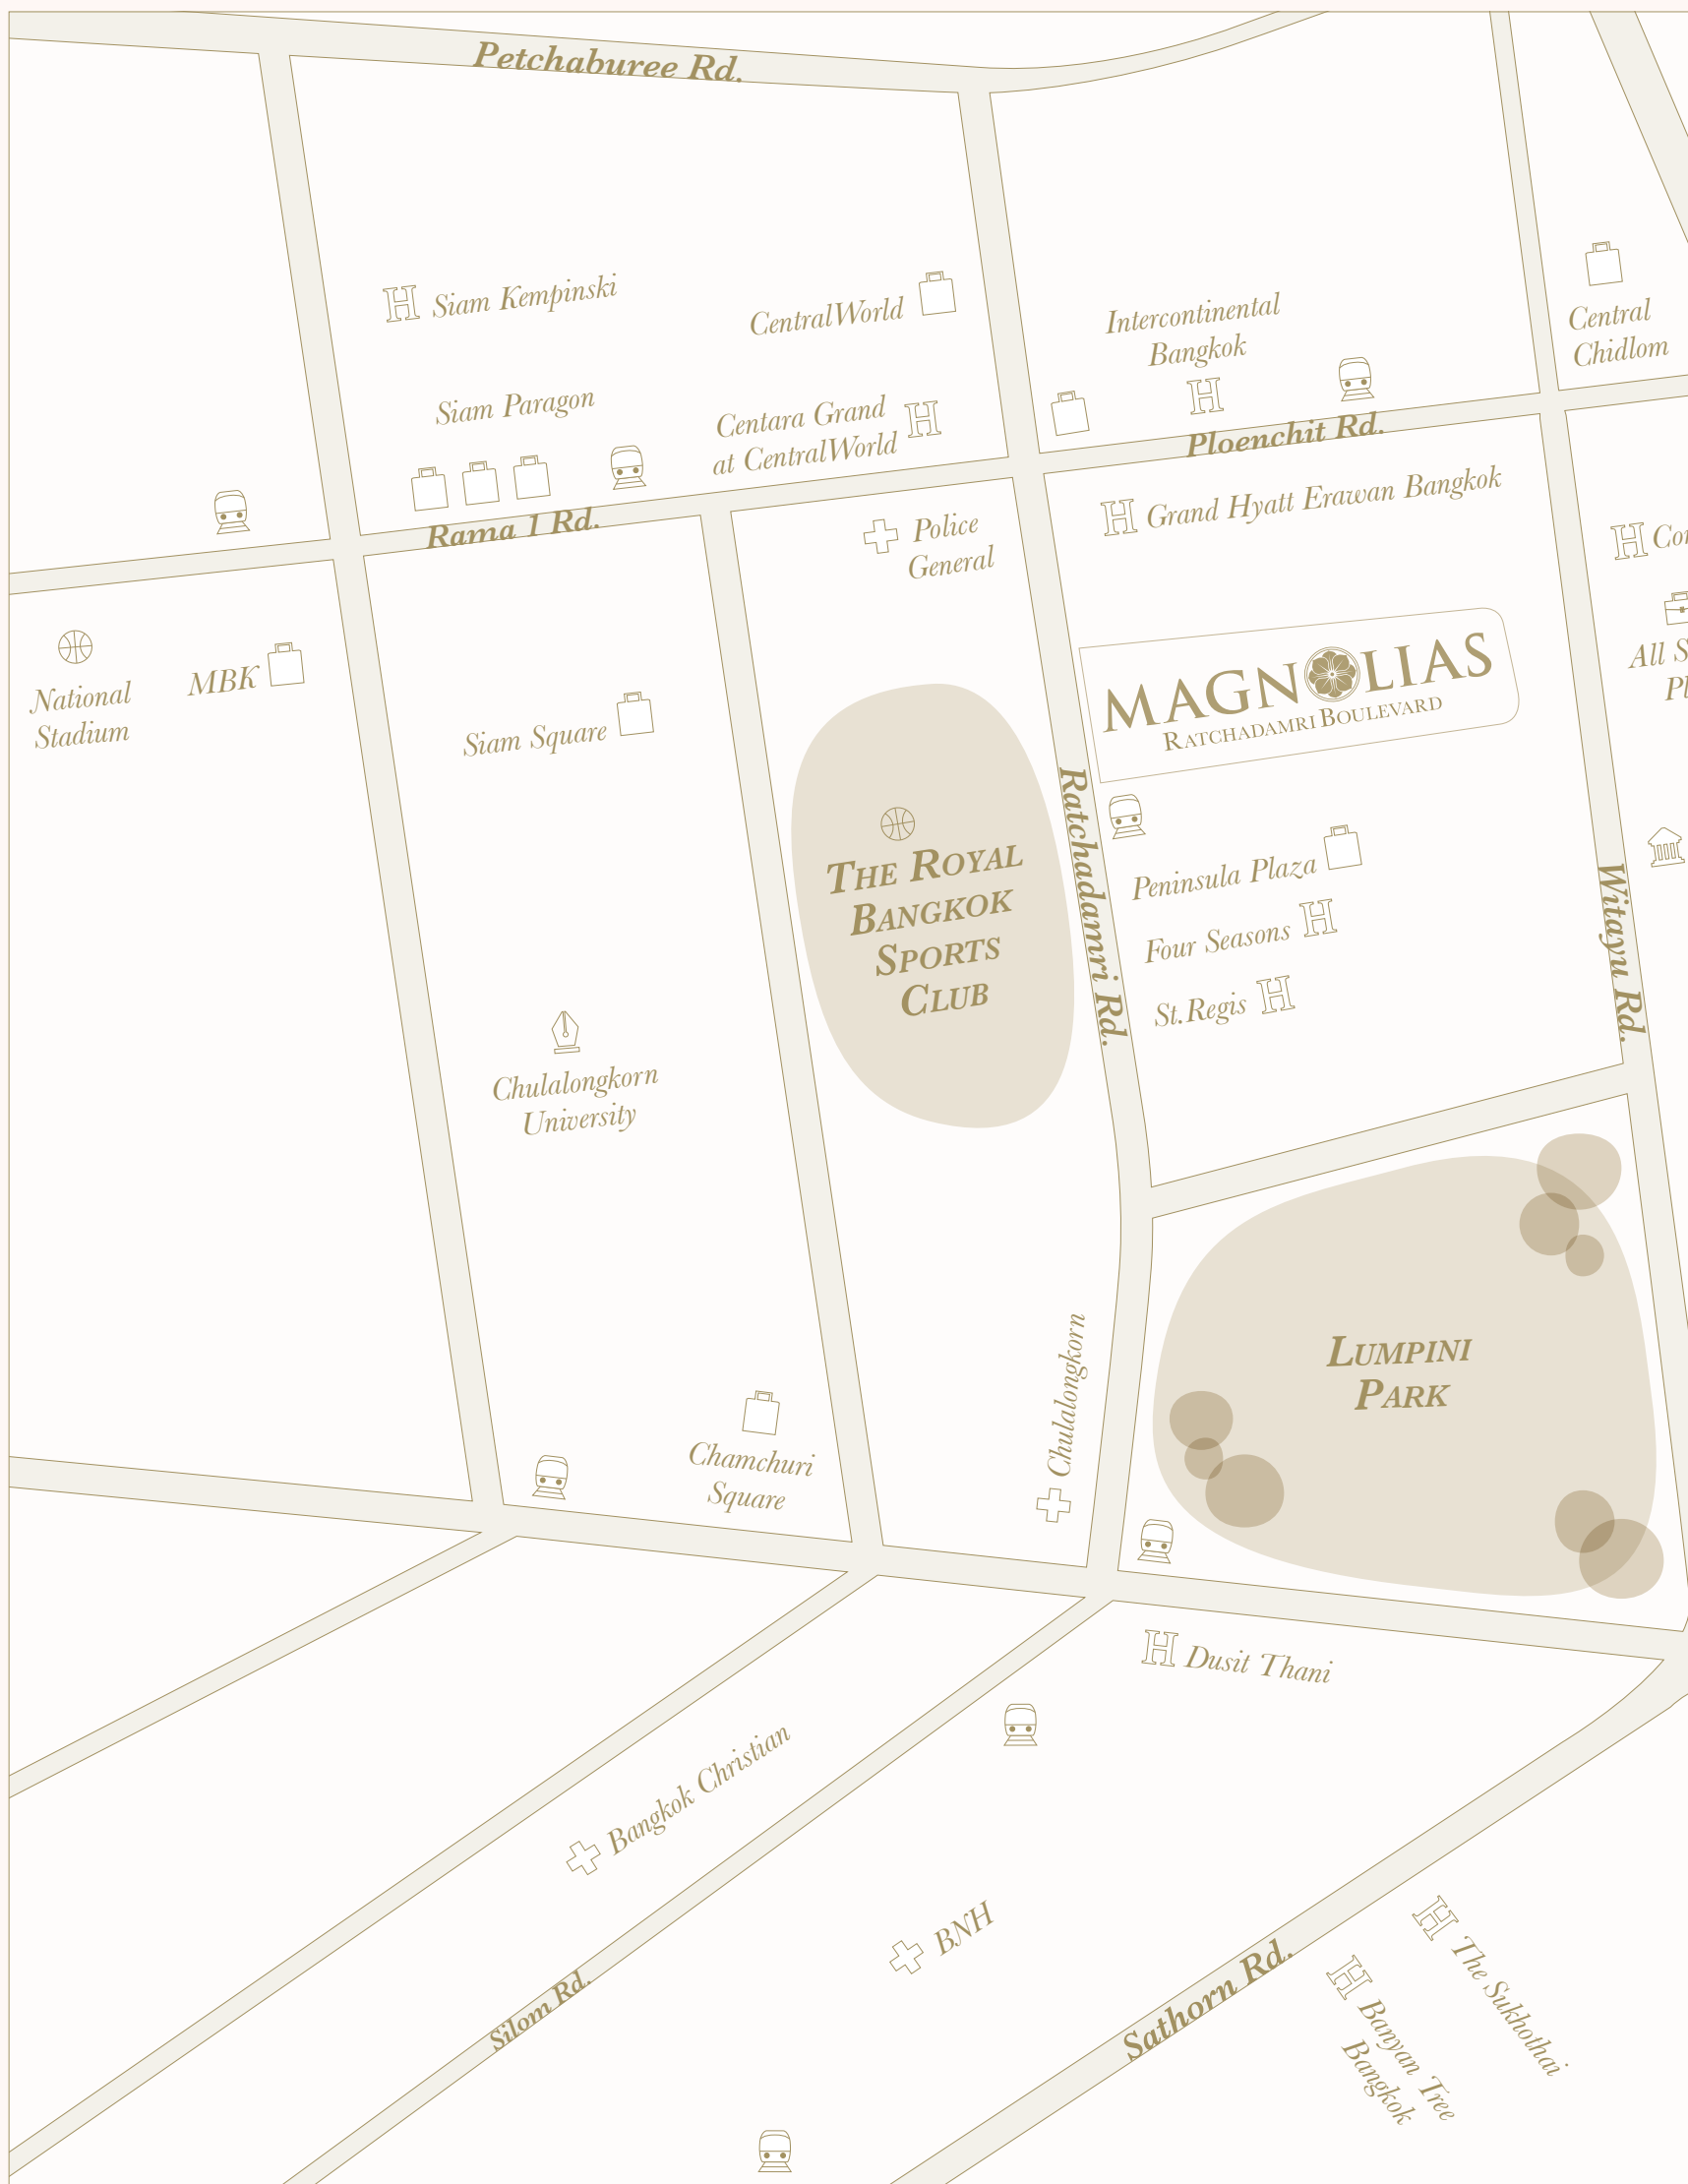 Petchaburee Rd.
H Siam Kempinski
CentralWorld
Intercontinental
Bangkok
H
Central
Chidlom
Siam Paragon
Centara Grand
at CentralWorld H
Ploenchit Rd.
Rama 1 Rd.
Police
General
H Grand Hyatt Erawan Bangkok
H Con
National
Stadium
MBK
Siam Square
MAGNOLIAS
RATCHADAMRI BOULEVARD
All S
Pl
THE ROYAL
BANGKOK
SPORTS
CLUB
Ratchadamri Rd.
Peninsula Plaza
Four Seasons H
St.Regis H
Witayu Rd.
Chulalongkorn
University
Chulalongkorn
LUMPINI
PARK
Chamchuri
Square
H Dusit Thani
Bangkok Christian
BNH
Silom Rd.
Sathorn Rd.
H The Sukhothai
H Banyan Tree
Bangkok